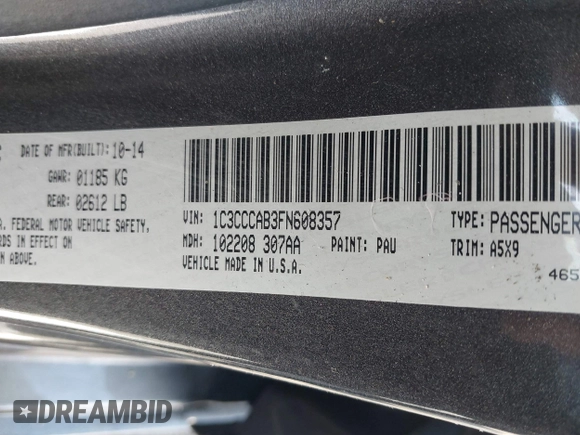 DATE OF MFR(BUILT): 10-14
GAWR: 01185 KG
REAR: 02612 LB
FEDERAL MOTOR VEHICLE SAFETY
IN EFFECT ON
ABOVE.
VIN: 1C3CCCAB3FN608357
TYPE: PASSENGER
MDH: 102208 307AA
PAINT: PAU
TRIM: A5X9
VEHICLE MADE IN U.S.A.
465
DREAMBID